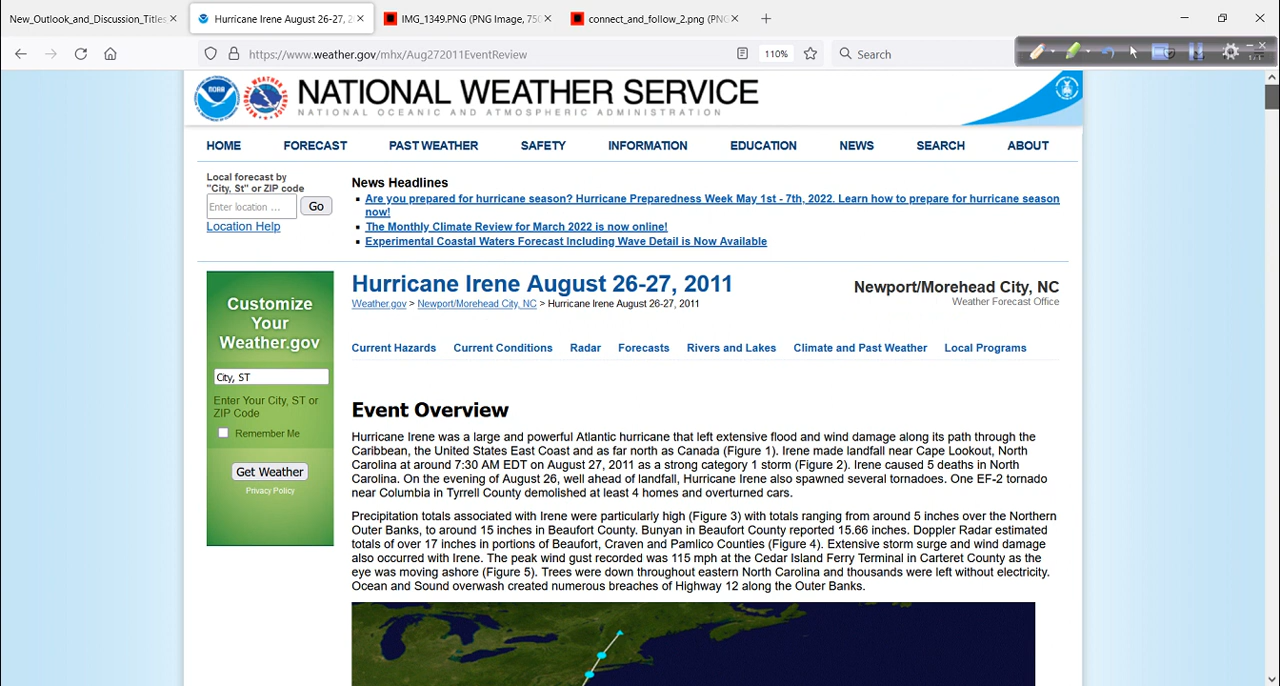 New_Outlook_and_Discussion_Titles
Hurricane Irene August 26-27, 2
IMG_1349.PNG (PNG Image, 750
connect_and_follow_2.png (PNG
https://www.weather.gov/mhx/Aug272011EventReview
110%
Search
1/1
NATIONAL WEATHER SERVICE
NATIONAL OCEANIC AND ATMOSPHERIC ADMINISTRATION
HOME FORECAST PAST WEATHER SAFETY INFORMATION EDUCATION NEWS SEARCH ABOUT
Local forecast by
"City, St" or ZIP code
Enter location ...
Go
Location Help
News Headlines
Are you prepared for hurricane season? Hurricane Preparedness Week May 1st - 7th, 2022. Learn how to prepare for hurricane season
now!
The Monthly Climate Review for March 2022 is now online!
Experimental Coastal Waters Forecast Including Wave Detail is Now Available
Customize
Your
Weather.gov
City, ST
Enter Your City, ST or
ZIP Code
Remember Me
Get Weather
Privacy Policy
Hurricane Irene August 26-27, 2011
Weather.gov > Newport/Morehead City, NC > Hurricane Irene August 26-27, 2011
Newport/Morehead City, NC
Weather Forecast Office
Current Hazards Current Conditions Radar Forecasts Rivers and Lakes Climate and Past Weather Local Programs
Event Overview
Hurricane Irene was a large and powerful Atlantic hurricane that left extensive flood and wind damage along its path through the
Caribbean, the United States East Coast and as far north as Canada (Figure 1). Irene made landfall near Cape Lookout, North
Carolina at around 7:30 AM EDT on August 27, 2011 as a strong category 1 storm (Figure 2). Irene caused 5 deaths in North
Carolina. On the evening of August 26, well ahead of landfall, Hurricane Irene also spawned several tornadoes. One EF-2 tornado
near Columbia in Tyrrell County demolished at least 4 homes and overturned cars.
Precipitation totals associated with Irene were particularly high (Figure 3) with totals ranging from around 5 inches over the Northern
Outer Banks, to around 15 inches in Beaufort County. Bunyan in Beaufort County reported 15.66 inches. Doppler Radar estimated
totals of over 17 inches in portions of Beaufort, Craven and Pamlico Counties (Figure 4). Extensive storm surge and wind damage
also occurred with Irene. The peak wind gust recorded was 115 mph at the Cedar Island Ferry Terminal in Carteret County as the
eye was moving ashore (Figure 5). Trees were down throughout eastern North Carolina and thousands were left without electricity.
Ocean and Sound overwash created numerous breaches of Highway 12 along the Outer Banks.